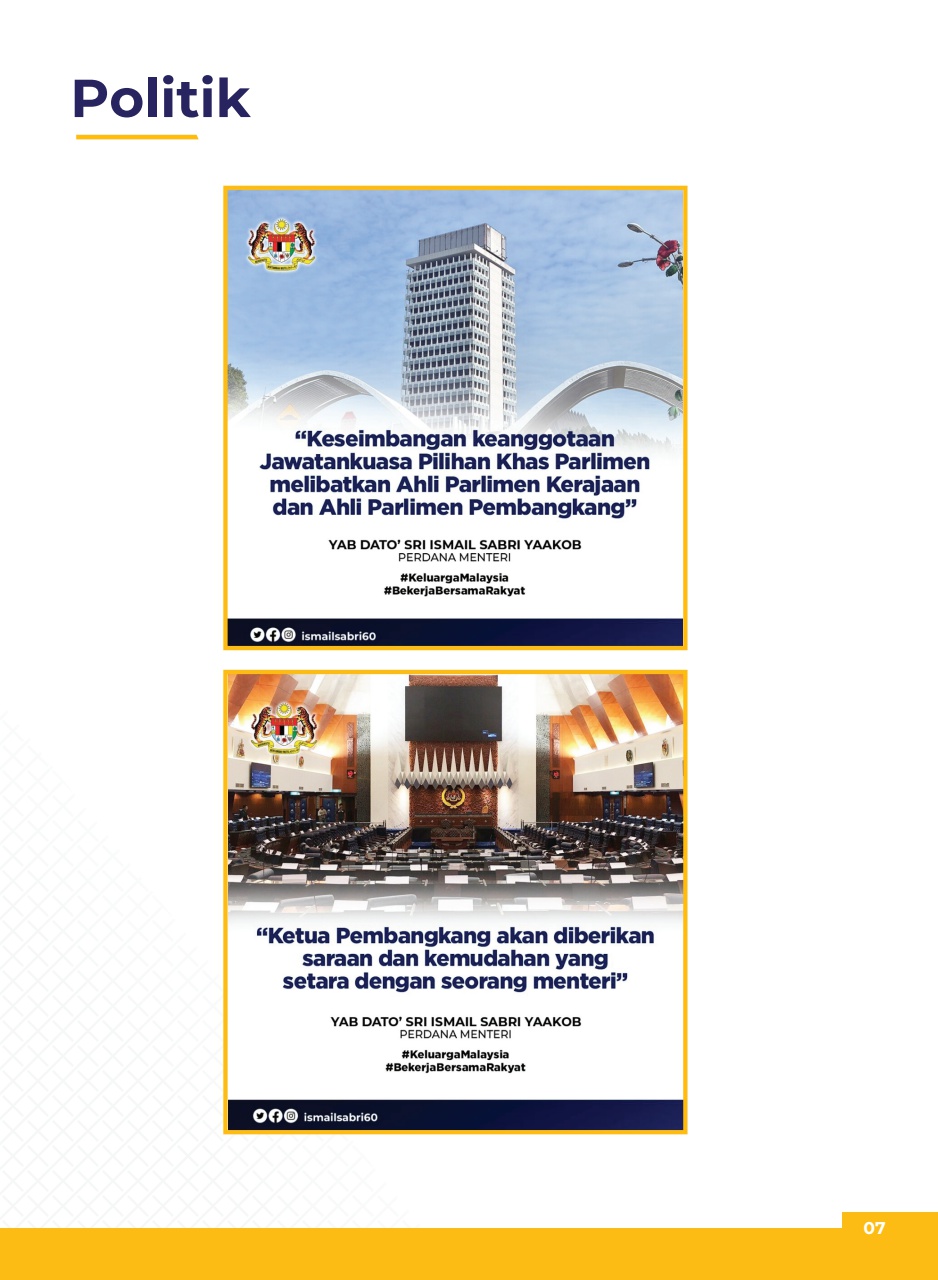 Politik
“Keseimbangan keanggotaan
Jawatankuasa Pilihan Khas Parlimen
melibatkan Ahli Parlimen Kerajaan
dan Ahli Parlimen Pembangkang”
YAB DATO’ SRI ISMAIL SABRI YAAKOB
PERDANA MENTERI
#KeluargaMalaysia
#BekerjaBersamaRakyat
ismailsabri60
“Ketua Pembangkang akan diberikan
saraan dan kemudahan yang
setara dengan seorang menteri”
YAB DATO’ SRI ISMAIL SABRI YAAKOB
PERDANA MENTERI
#KeluargaMalaysia
#BekerjaBersamaRakyat
ismailsabri60
07